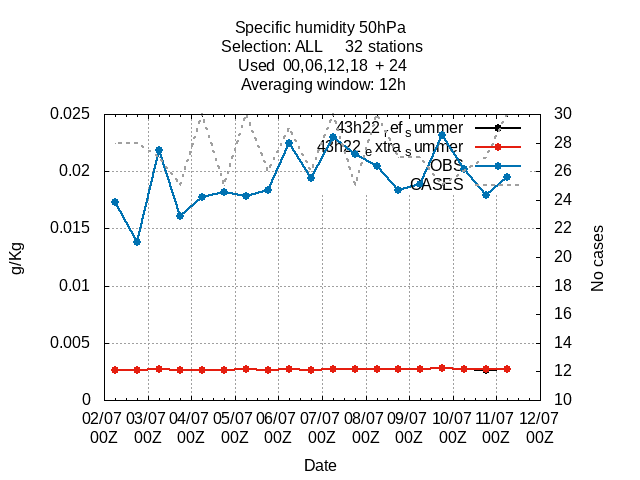 Specific humidity 50hPa
Selection: ALL 32 stations
Used 00,06,12,18 + 24
Averaging window: 12h
0.025
0.02
0.015
0.01
0.005
0
g/Kg
43h22ref summer
43h22extra summer
OBS
CASES
30
28
26
24
22
20
18
16
14
12
10
No cases
02/07 03/07 04/07 05/07 06/07 07/07 08/07 09/07 10/07 11/07 12/07
00Z 00Z 00Z 00Z 00Z 00Z 00Z 00Z 00Z 00Z 00Z
Date